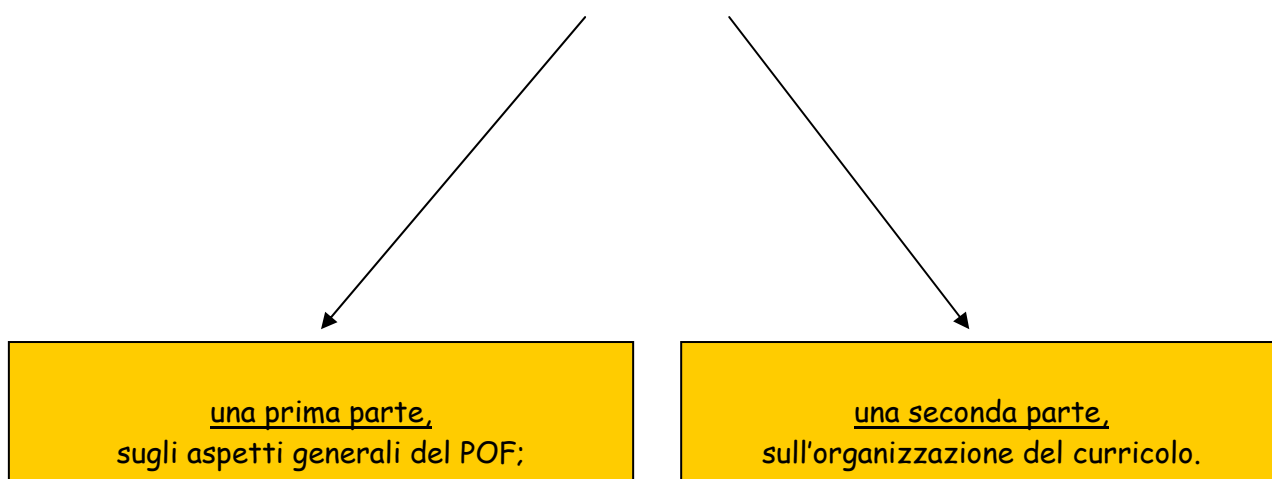 una prima parte,
sugli aspetti generali del POF;
una seconda parte,
sull'organizzazione del curricolo.